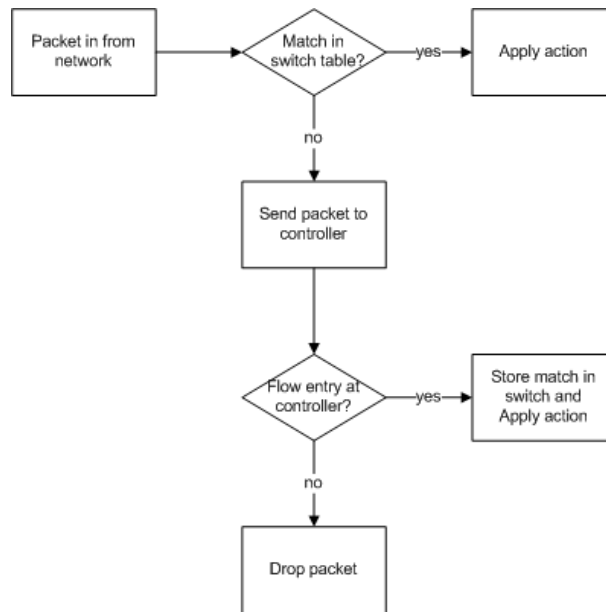 Packet in from
network
Match in
switch table?
yes
Apply action
no
Send packet to
controller
Flow entry at
controller?
yes
Store match in
switch and
Apply action
no
Drop packet